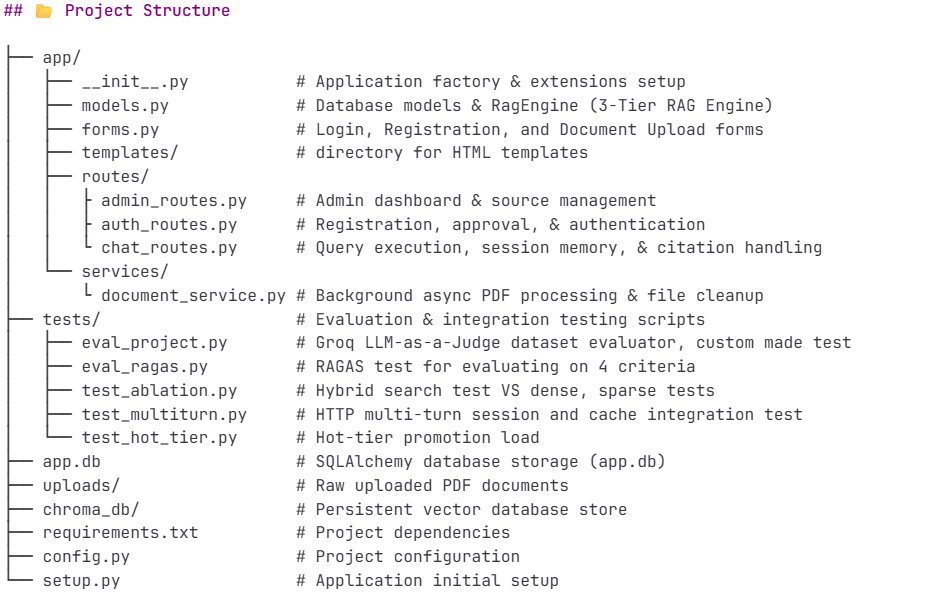 ## 📂 Project Structure
├── app/
│   ├── __init__.py           # Application factory & extensions setup
│   ├── models.py             # Database models & RagEngine (3-Tier RAG Engine)
│   ├── forms.py              # Login, Registration, and Document Upload forms
│   ├── templates/            # directory for HTML templates
│   ├── routes/
│   │   ├ admin_routes.py     # Admin dashboard & source management
│   │   ├ auth_routes.py      # Registration, approval, & authentication
│   │   └ chat_routes.py      # Query execution, session memory, & citation handling
│   └── services/
│       └ document_service.py # Background async PDF processing & file cleanup
├── tests/                    # Evaluation & integration testing scripts
│   ├── eval_project.py       # Groq LLM-as-a-Judge dataset evaluator, custom made test
│   ├── eval_ragas.py         # RAGAS test for evaluating on 4 criteria
│   ├── test_ablation.py      # Hybrid search test VS dense, sparse tests
│   ├── test_multiturn.py     # HTTP multi-turn session and cache integration test
│   └── test_hot_tier.py      # Hot-tier promotion load
├── app.db                    # SQLAlchemy database storage (app.db)
├── uploads/                  # Raw uploaded PDF documents
├── chroma_db/                # Persistent vector database store
├── requirements.txt          # Project dependencies
├── config.py                 # Project configuration
└── setup.py                  # Application initial setup